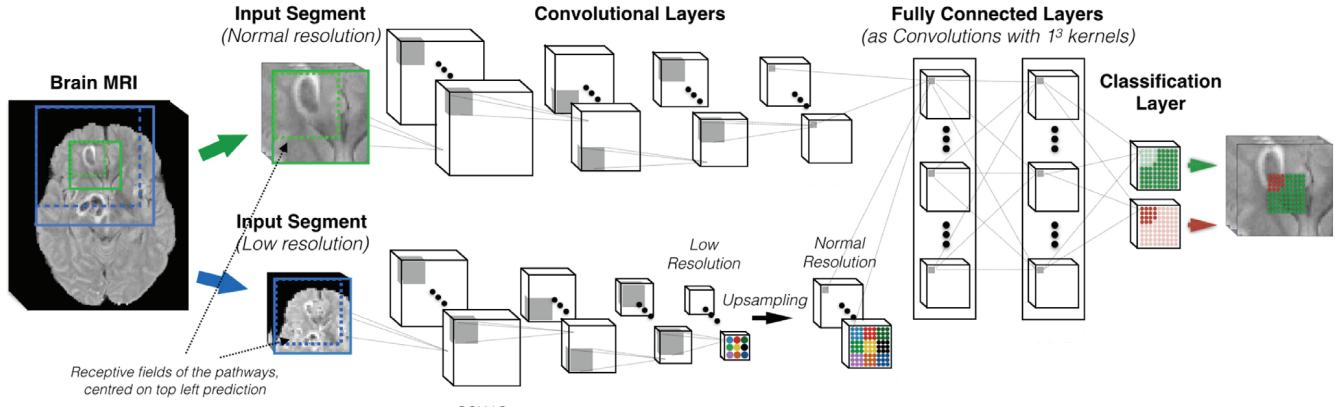 Brain MRI
Input Segment
(Normal resolution)
Convolutional Layers
Fully Connected Layers
(as Convolutions with 1³ kernels)
Classification
Layer
Input Segment
(Low resolution)
Low
Resolution
Upsampling
Normal
Resolution
Receptive fields of the pathways,
centred on top left prediction